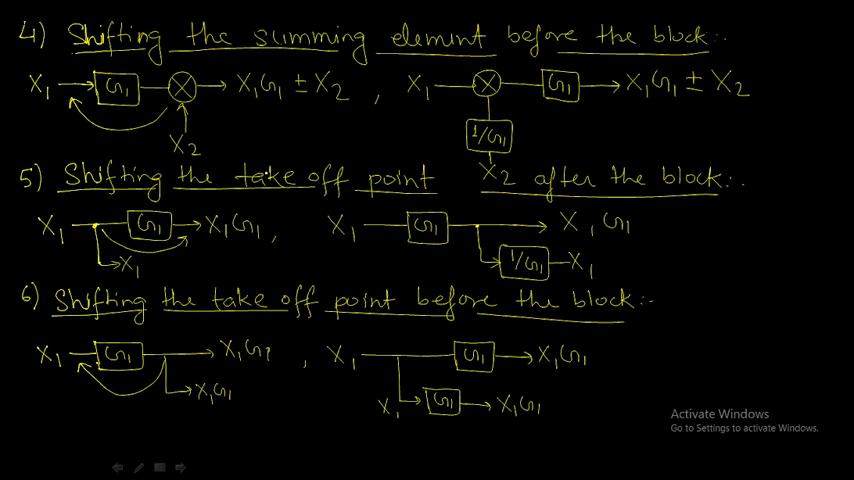 4) Shifting the summing element before the block:-
X₁ G₁ X₁G₁ ± X₂ , X₁ G₁ X₁G₁ ± X₂
X₂ 1/G₁
X₂
5) Shifting the take off point after the block:-
X₁ G₁ X₁G₁, X₁ G₁ X₁G₁
X₁ 1/G₁ X₁
6) Shifting the take off point before the block:-
X₁ G₁ X₁G₁ , X₁ G₁ X₁G₁
X₁G₁ X₁ G₁ X₁G₁
Activate Windows
Go to Settings to activate Windows.